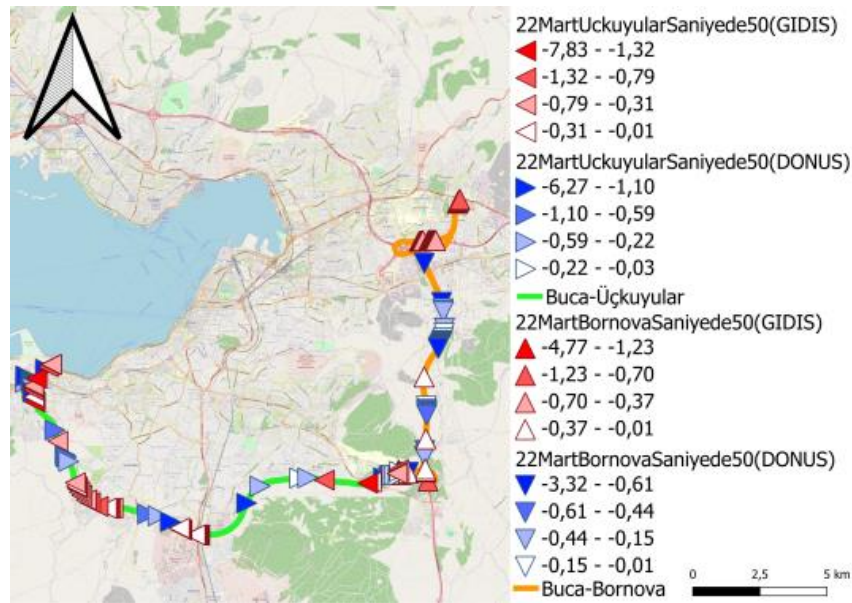 22MartUckuyularSaniyede50(GIDIS)
-7,83 - -1,32
-1,32 - -0,79
-0,79 - -0,31
-0,31 - -0,01
22MartUckuyularSaniyede50(DONUS)
-6,27 - -1,10
-1,10 - -0,59
-0,59 - -0,22
-0,22 - -0,03
Buca-Üçkuyular
22MartBornovaSaniyede50(GIDIS)
-4,77 - -1,23
-1,23 - -0,70
-0,70 - -0,37
-0,37 - -0,01
22MartBornovaSaniyede50(DONUS)
-3,32 - -0,61
-0,61 - -0,44
-0,44 - -0,15
-0,15 - -0,01
Buca-Bornova
0 2,5 5 km